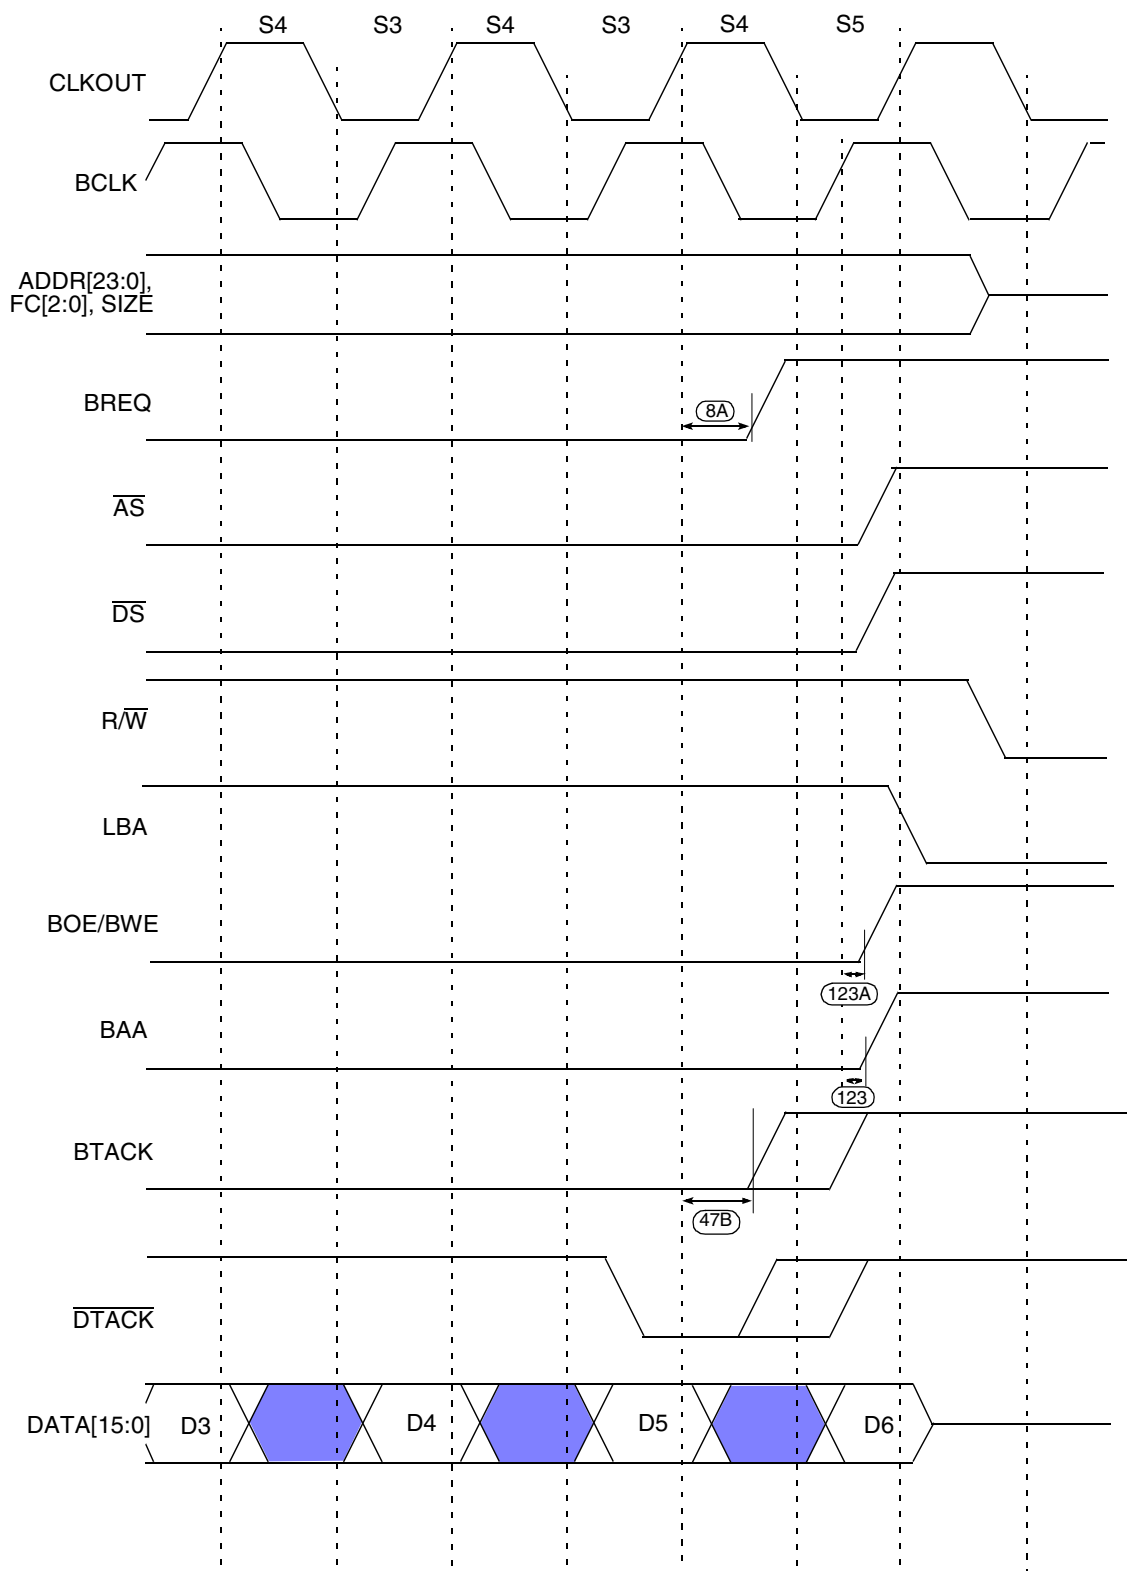 S4 S3 S4 S3 S4 S5
CLKOUT
BCLK
ADDR[23:0],
FC[2:0], SIZE
BREQ
8A
AS
DS
R/W
LBA
BOE/BWE
123A
BAA
123
BTACK
47B
DTACK
DATA[15:0] D3 D4 D5 D6